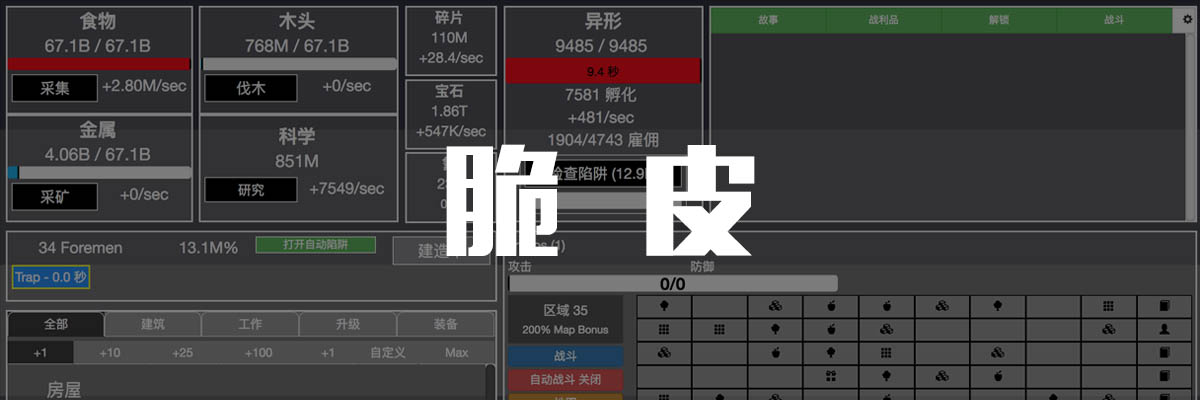 食物
67.1B / 67.1B
采集
+2.80M/sec
木头
768M / 67.1B
伐木
+0/sec
碎片
110M
+28.4/sec
宝石
1.86T
+547K/sec
金属
4.06B / 67.1B
采矿
+0/sec
科学
851M
研究
+7549/sec
异形
9485 / 9485
9.4 秒
7581 孵化
+481/sec
1904/4743 雇佣
检查陷阱 (12.9
故事
战利品
解锁
战斗
脆皮
34 Foremen
13.1M%
打开自动陷阱
建造
Trap - 0.0 秒
(1)
攻击
防御
0/0
全部
建筑
工作
升级
装备
+1
+10
+25
+100
+1
自定义
Max
房屋
区域 35
200% Map Bonus
战斗
自动战斗 关闭